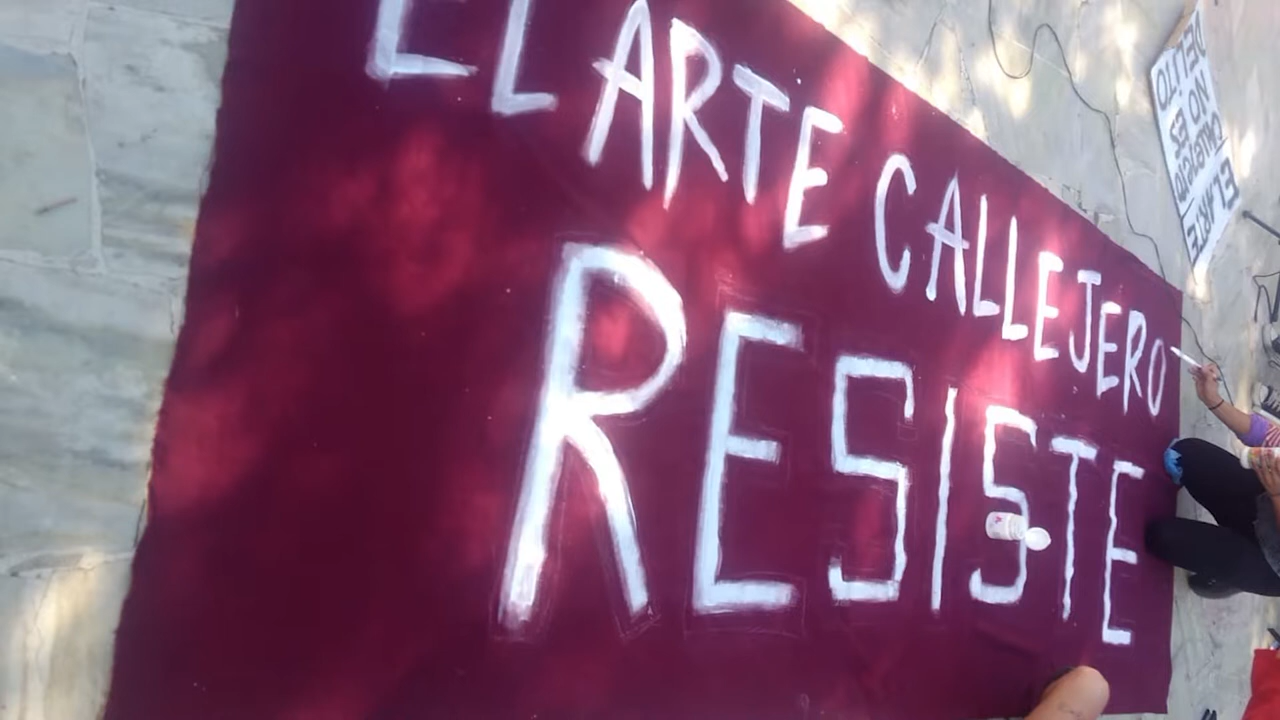 EL ARTE CALLEJERO
RESISTE
EL ARTE
CALLEJERO
NO ES
DELITO